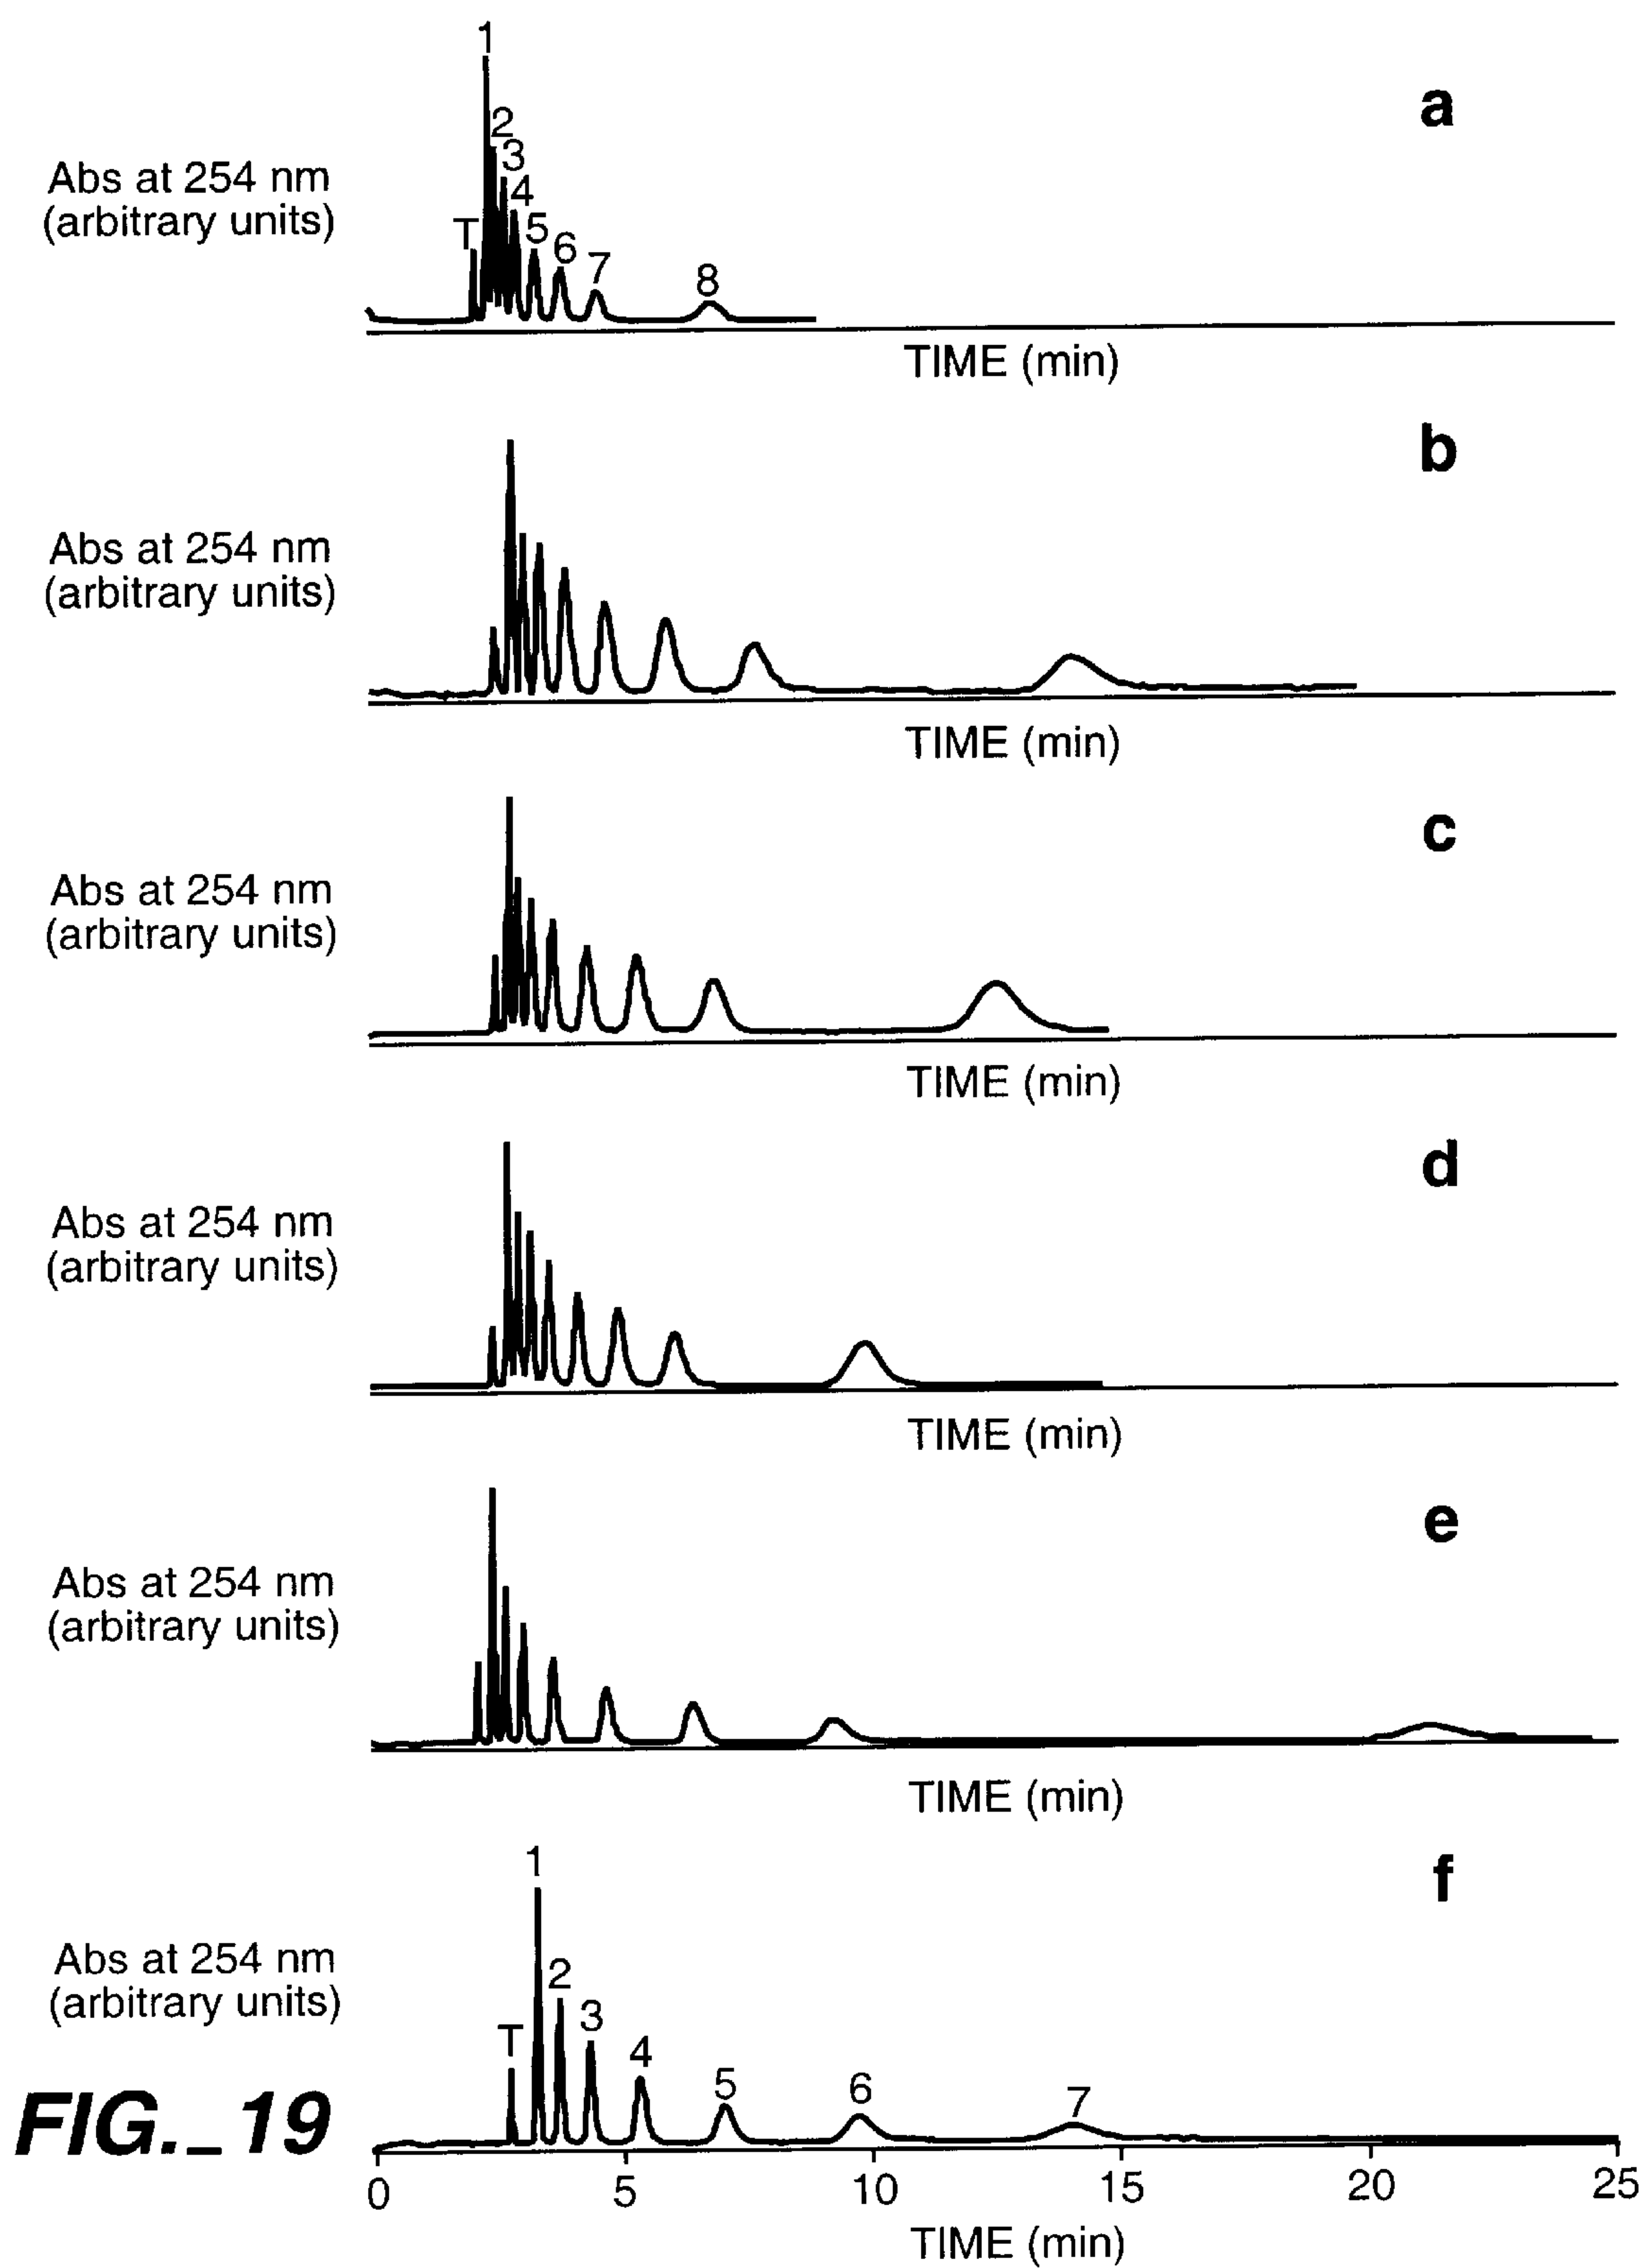 1
a
2
3
4
Abs at 254 nm
(arbitrary units)
T
5
6
7
8
TIME (min)
b
Abs at 254 nm
(arbitrary units)
TIME (min)
c
Abs at 254 nm
(arbitrary units)
TIME (min)
d
Abs at 254 nm
(arbitrary units)
TIME (min)
e
Abs at 254 nm
(arbitrary units)
TIME (min)
1
f
Abs at 254 nm
(arbitrary units)
2
3
T
4
5
6
7
FIG._19
0 5 10 15 20 25
TIME (min)